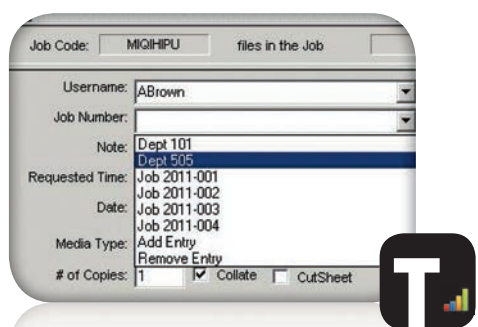 Job Code: MIQIHIPU files in the Job
Username: ABrown
Job Number:
Note: Dept 101
Dept 505
Requested Time: Job 2011-001
Job 2011-002
Date: Job 2011-003
Job 2011-004
Media Type: Add Entry
Remove Entry
# of Copies: 1 Collate CutSheet
T